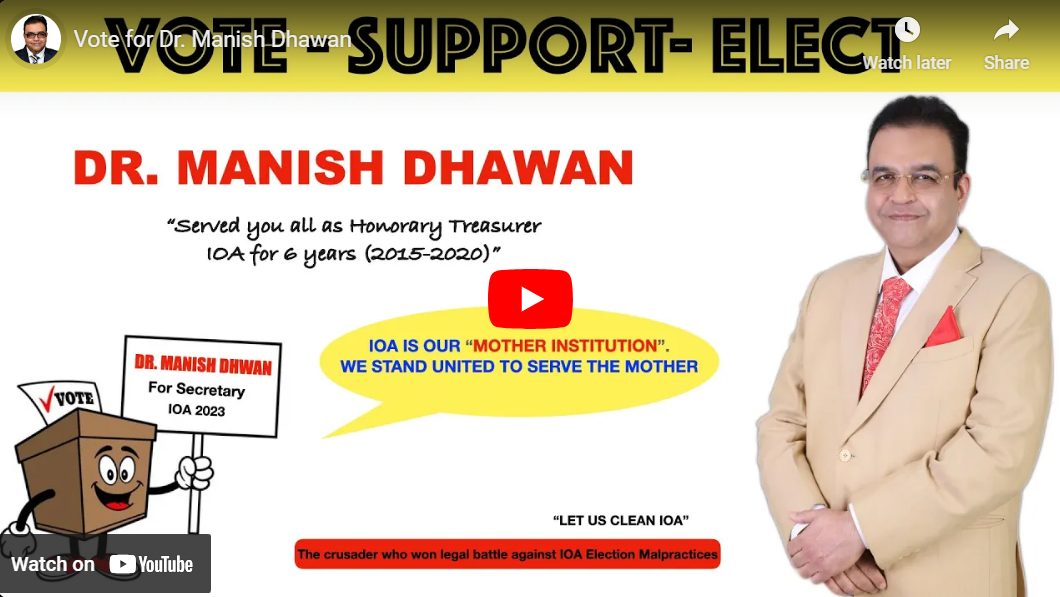 VOTE - SUPPORT- ELECT
Vote for Dr. Manish Dhawan
Watch later
Share
DR. MANISH DHAWAN
“Served you all as Honorary Treasurer
IOA for 6 years (2015-2020)”
IOA IS OUR “MOTHER INSTITUTION”.
WE STAND UNITED TO SERVE THE MOTHER
DR. MANISH DHWAN
For Secretary
IOA 2023
VOTE
“LET US CLEAN IOA”
The crusader who won legal battle against IOA Election Malpractices
Watch on YouTube